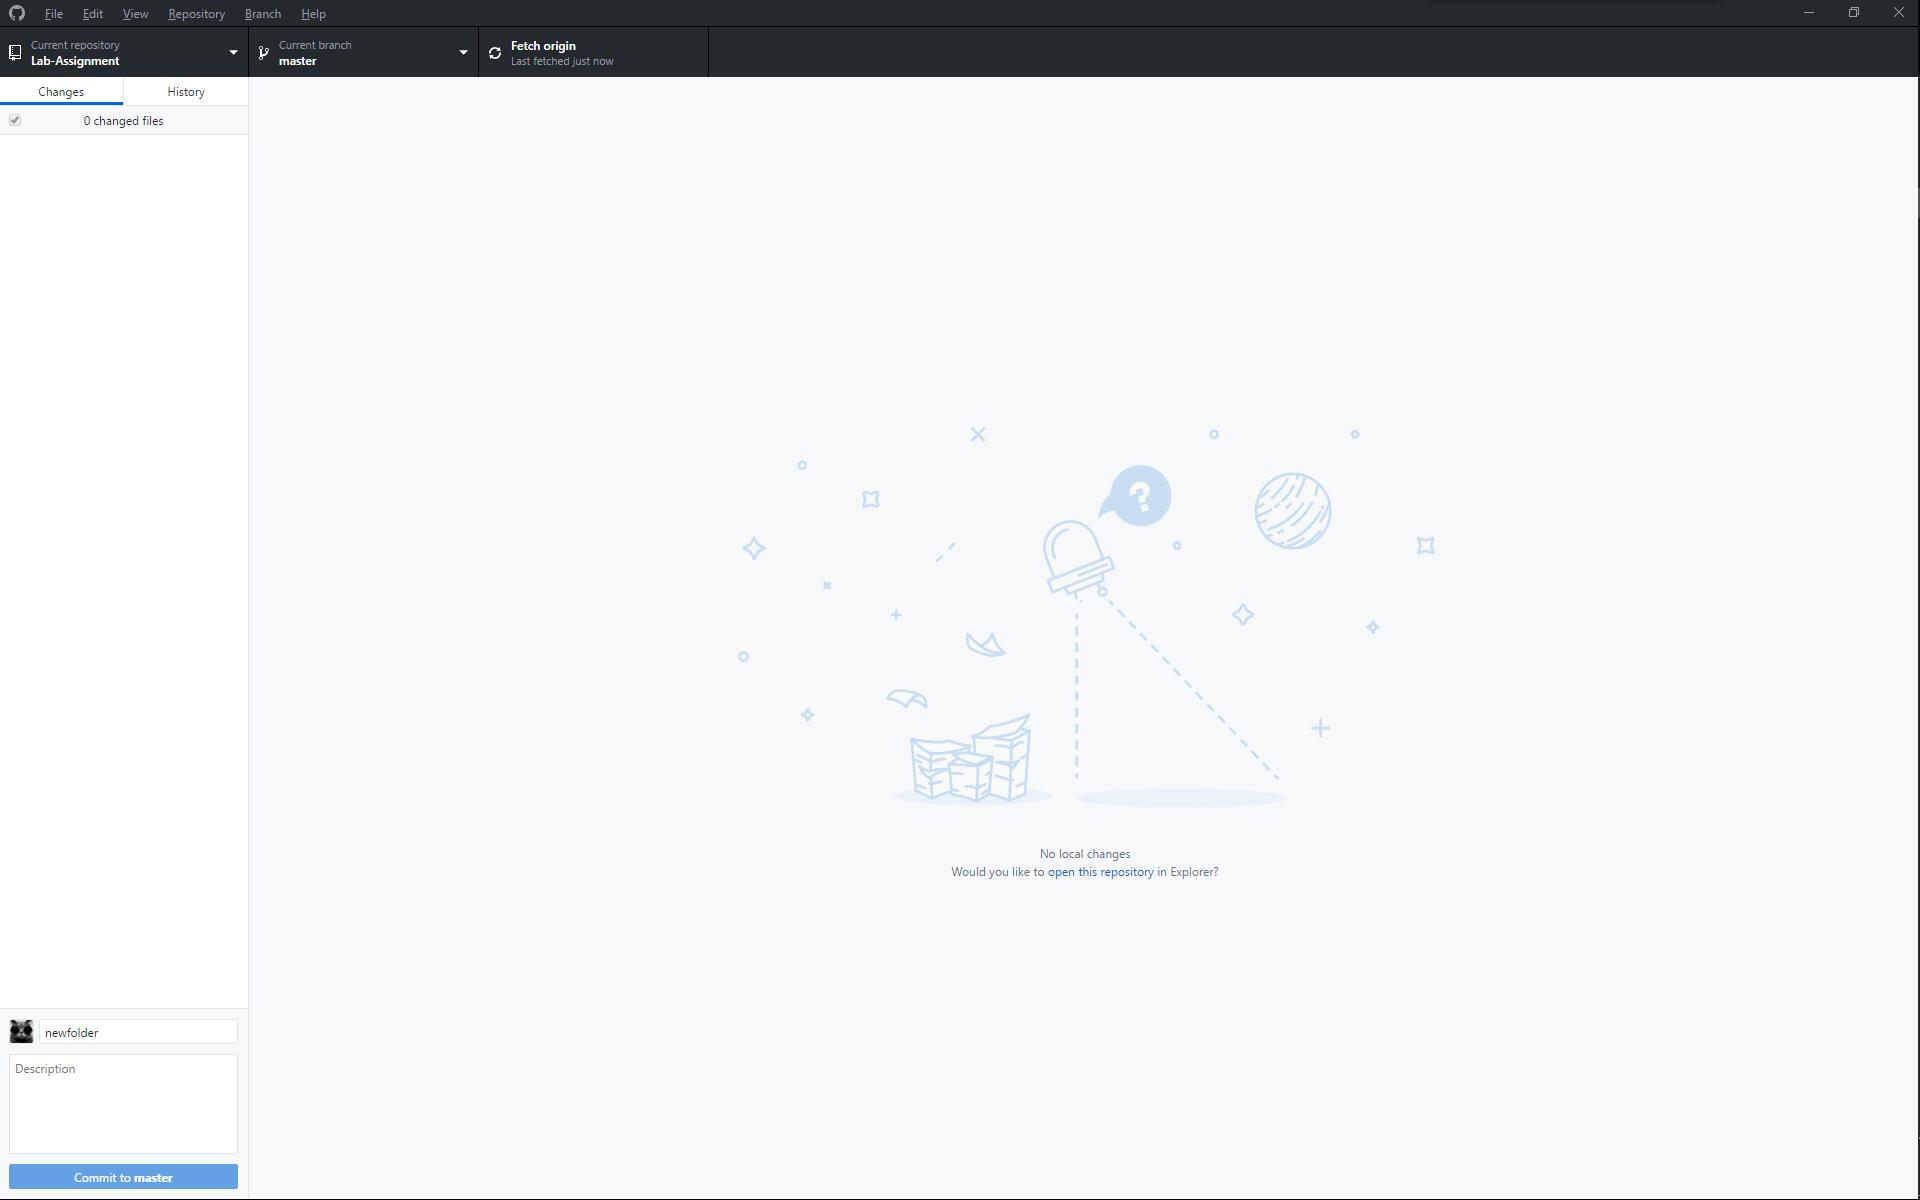 File Edit View Repository Branch Help
Current repository
Lab-Assignment
Current branch
master
Fetch origin
Last fetched just now
Changes
History
0 changed files
?
No local changes
Would you like to open this repository in Explorer?
newfolder
Description
Commit to master